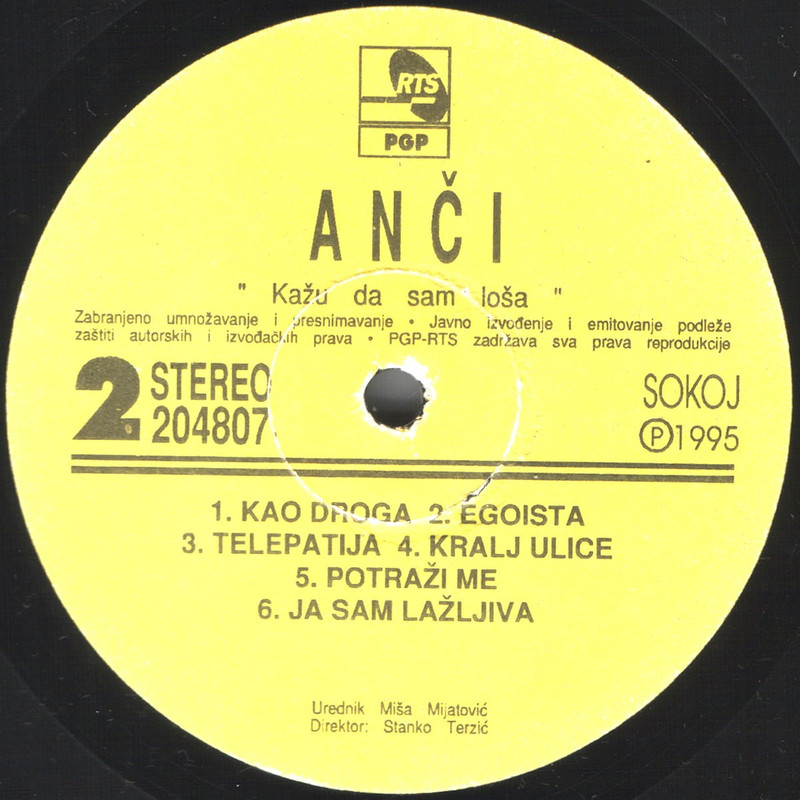 RTS
PGP
ANČI
" Kažu da sam loša "
Zabranjeno umnožavanje i presnimavanje • Javno izvođenje i emitovanje podleže
zaštiti autorskih i izvođačkih prava • PGP-RTS zadržava sva prava reprodukcije
2 STEREO SOKOJ
204807 Ⓟ1995
1. KAO DROGA 2. EGOISTA
3. TELEPATIJA 4. KRALJ ULICE
5. POTRAŽI ME
6. JA SAM LAŽLJIVA
Urednik Miša Mijatović
Direktor: Stanko Terzić